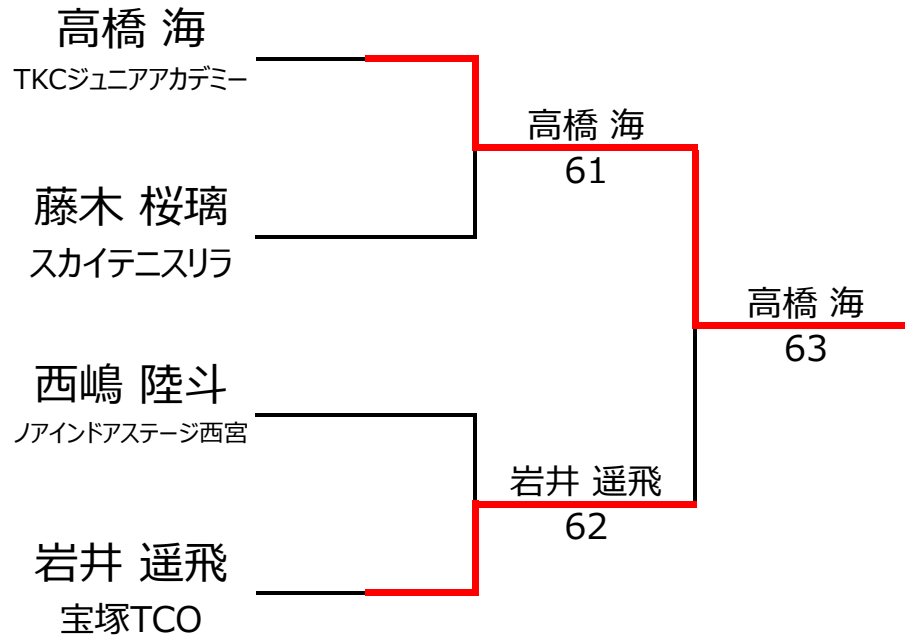 高橋 海
TKCジュニアアカデミー
藤木 桜璃
スカイテニスリラ
西嶋 陸斗
ノアインドアステージ西宮
岩井 遥飛
宝塚TCO
高橋 海
61
岩井 遥飛
62
高橋 海
63